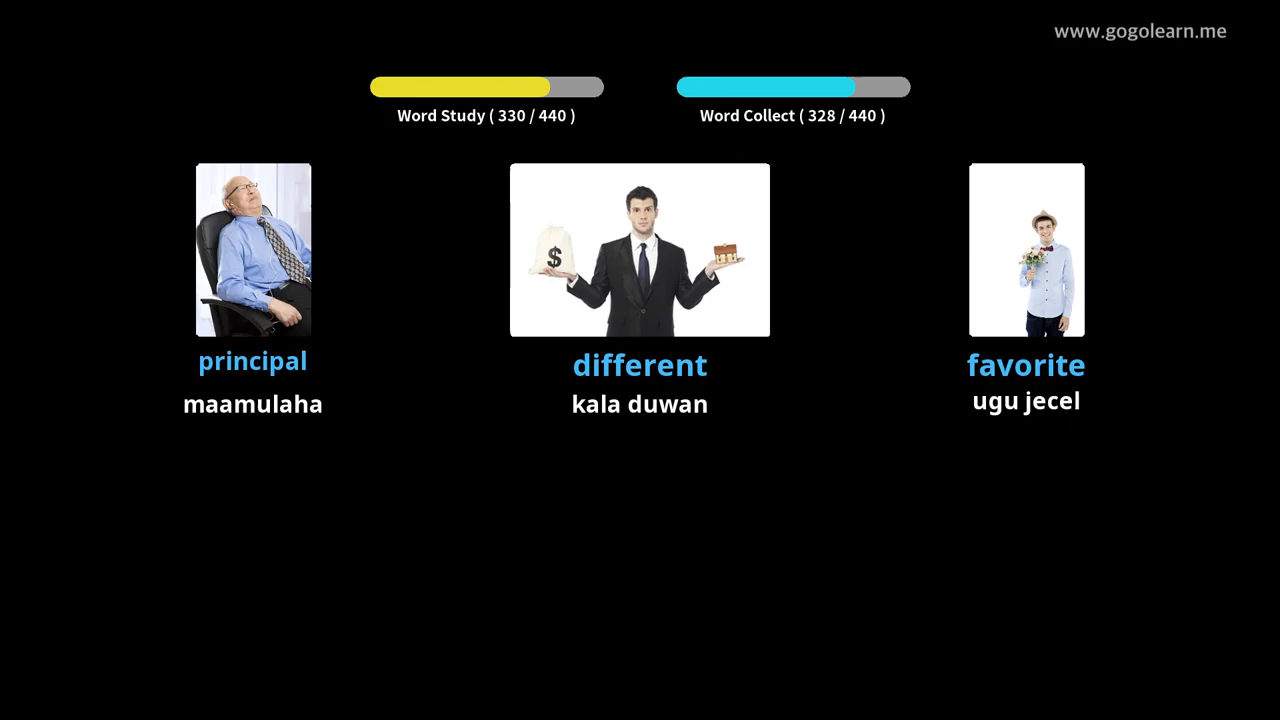 www.gogolearn.me
Word Study ( 330 / 440 )
Word Collect ( 328 / 440 )
$
principal
different
favorite
maamulaha
kala duwan
ugu jecel